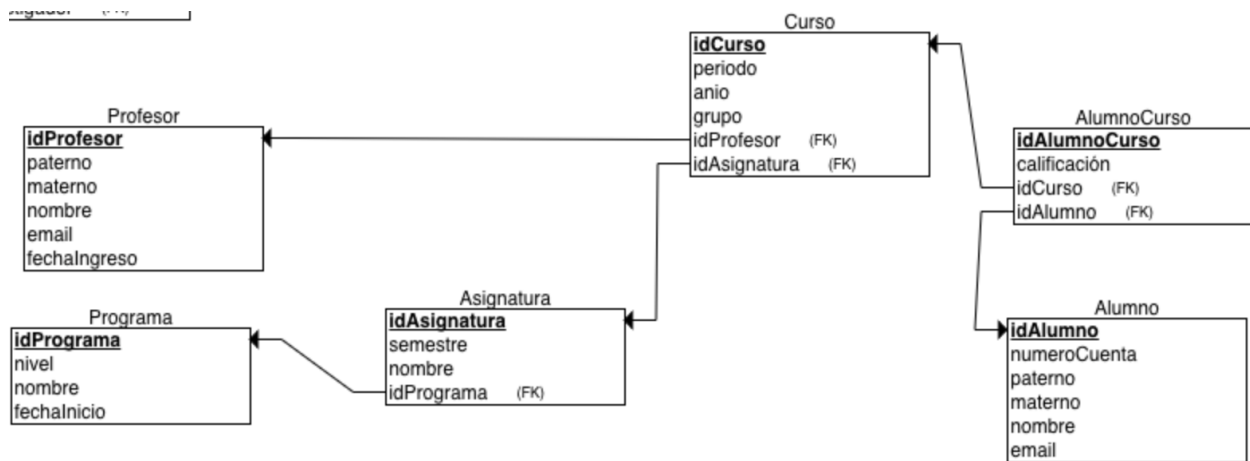 (FK)
Curso
idCurso
periodo
anio
grupo
idProfesor (FK)
idAsignatura (FK)
Profesor
idProfesor
paterno
materno
nombre
email
fechaIngreso
AlumnoCurso
idAlumnoCurso
calificación
idCurso (FK)
idAlumno (FK)
Programa
idPrograma
nivel
nombre
fechaInicio
Asignatura
idAsignatura
semestre
nombre
idPrograma (FK)
Alumno
idAlumno
numeroCuenta
paterno
materno
nombre
email